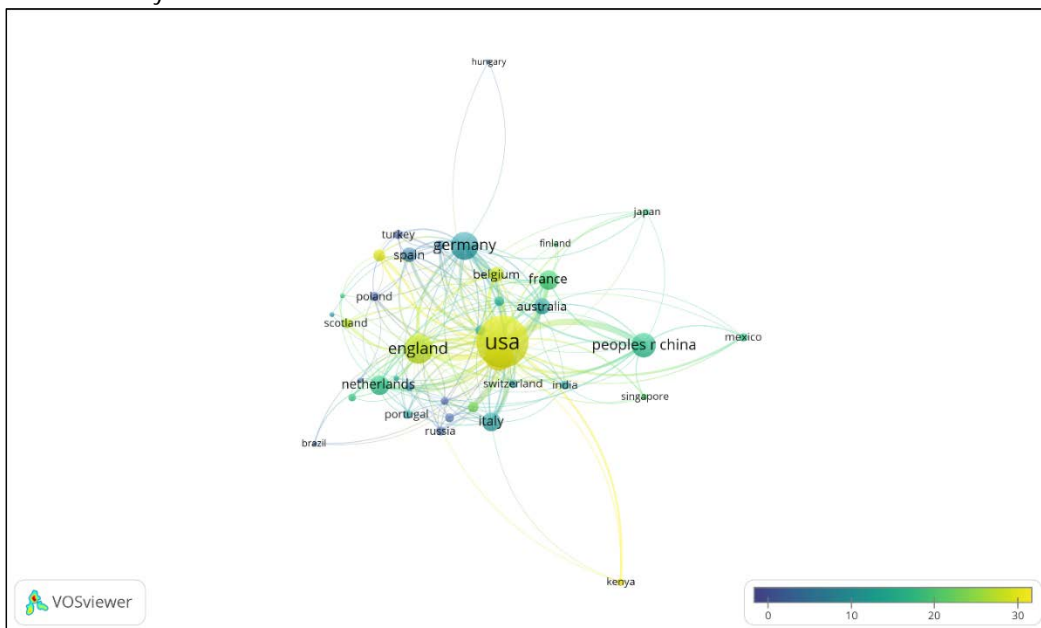 hungary
japan
turkey
germany
finland
spain
belgium
france
poland
australia
scotland
usa
england
peoples r china
mexico
netherlands
switzerland
india
singapore
portugal
italy
russia
brazil
kenya
VOSviewer
0 10 20 30